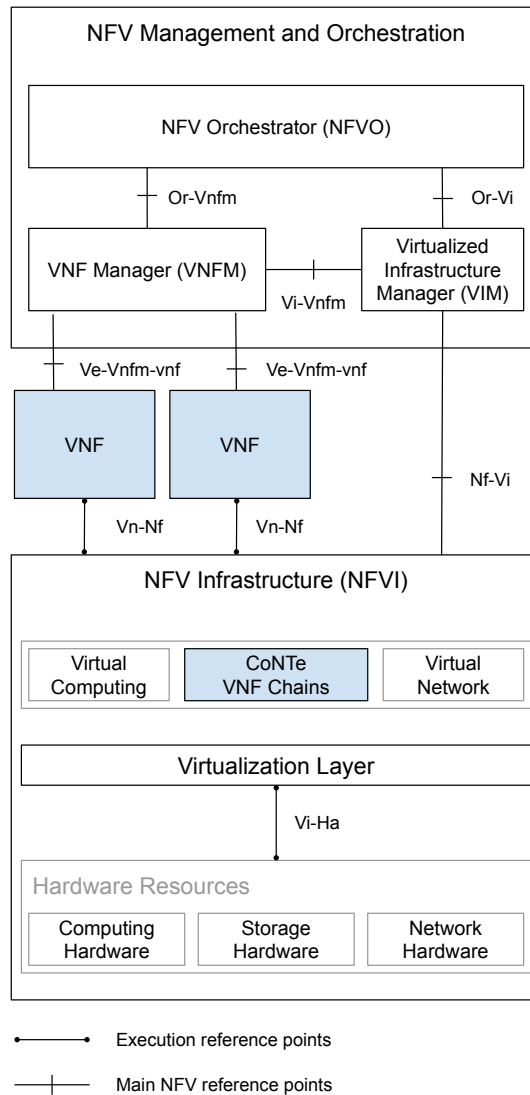 NFV Management and Orchestration
NFV Orchestrator (NFVO)
Or-Vnfm
Or-Vi
VNF Manager (VNFM)
Vi-Vnfm
Virtualized
Infrastructure
Manager (VIM)
Ve-Vnfm-vnf
Ve-Vnfm-vnf
VNF
VNF
Nf-Vi
Vn-Nf
Vn-Nf
NFV Infrastructure (NFVI)
Virtual
Computing
CoNTe
VNF Chains
Virtual
Network
Virtualization Layer
Vi-Ha
Hardware Resources
Computing
Hardware
Storage
Hardware
Network
Hardware
Execution reference points
Main NFV reference points